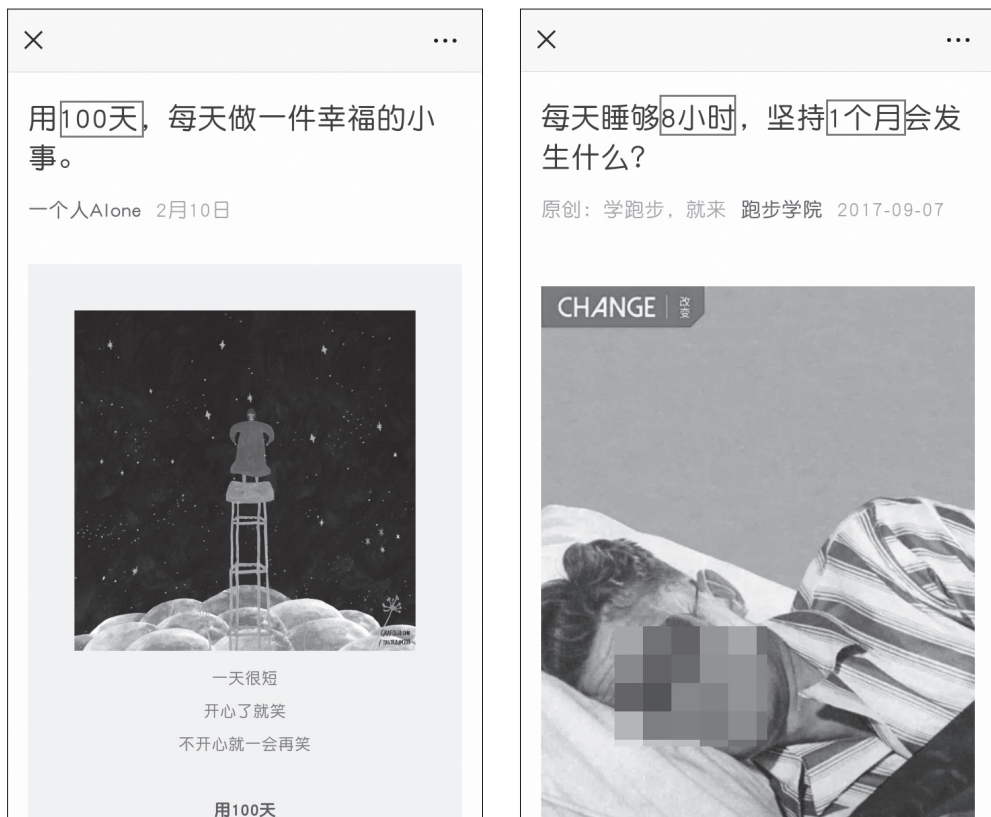 用100天，每天做一件幸福的小
事。
一个人Alone 2月10日
一天很短
开心了就笑
不开心就一会再笑
用100天
每天睡够8小时，坚持1个月会发
生什么？
原创：学跑步，就来 跑步学院 2017-09-07
CHANGE 改变